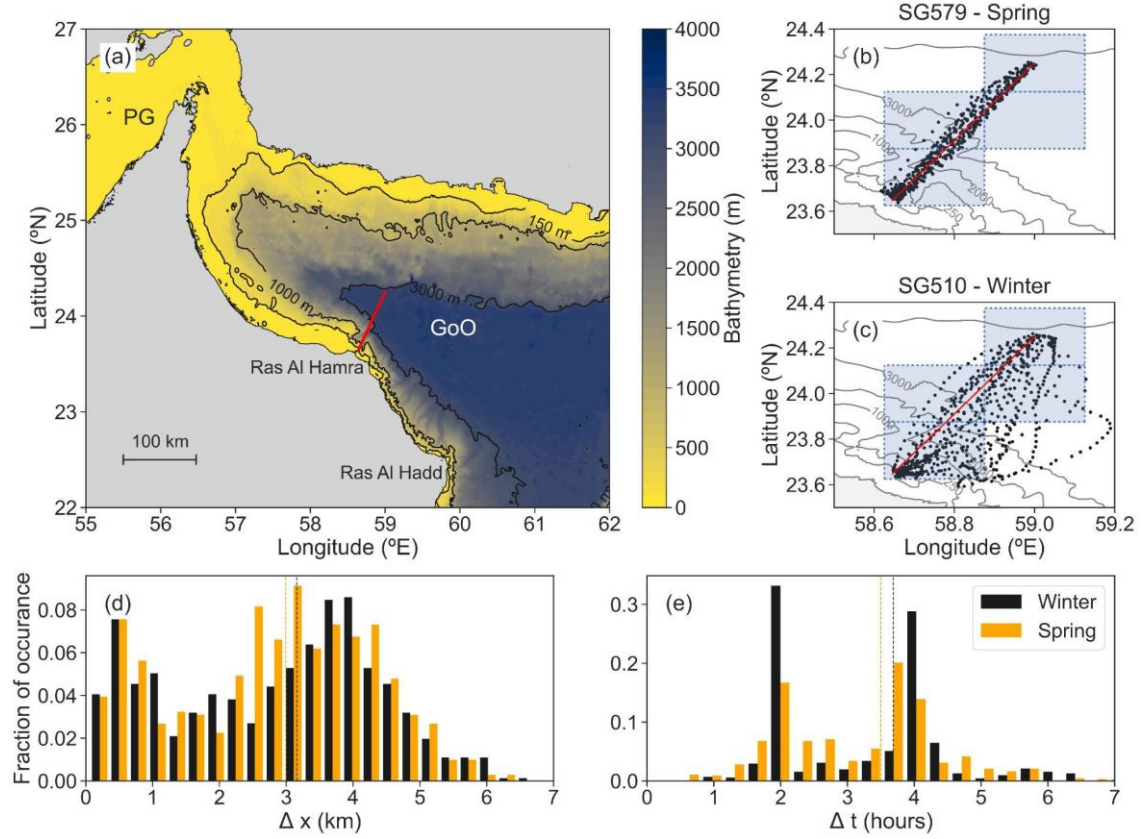 27
26
25
24
23
22
Latitude (ºN)
(a)
PG
150 m
1000 m
3000 m
GoO
Ras Al Hamra
Ras Al Hadd
100 km
55 56 57 58 59 60 61 62
Longitude (ºE)
4000
3500
3000
2500
2000
1500
1000
500
0
Bathymetry (m)
SG579 - Spring
(b)
24.4
24.2
24.0
23.8
23.6
Latitude (ºN)
3000
1000
2000
250
SG510 - Winter
(c)
24.4
24.2
24.0
23.8
23.6
Latitude (ºN)
3000
1000
58.6 58.8 59.0 59.2
Longitude (ºE)
(d)
0.08
0.06
0.04
0.02
0.00
Fraction of occurance
0 1 2 3 4 5 6 7
Δ x (km)
(e)
0.3
0.2
0.1
0.0
Winter
Spring
0 1 2 3 4 5 6 7
Δ t (hours)